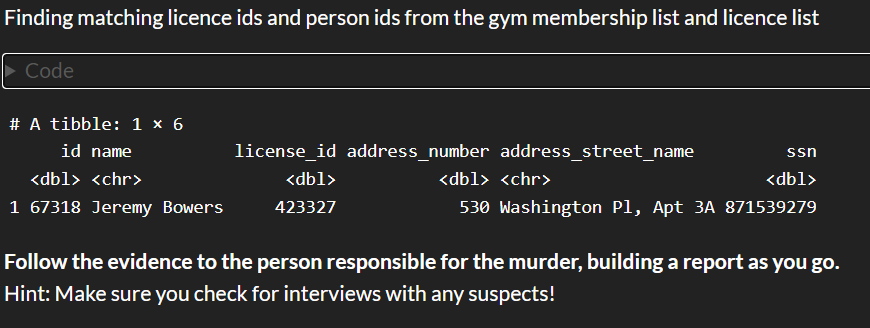 Finding matching licence ids and person ids from the gym membership list and licence list
Code
# A tibble: 1 × 6
id name license_id address_number address_street_name ssn
<dbl> <chr> <dbl> <dbl> <chr> <dbl>
1 67318 Jeremy Bowers 423327 530 Washington Pl, Apt 3A 871539279
Follow the evidence to the person responsible for the murder, building a report as you go.
Hint: Make sure you check for interviews with any suspects!